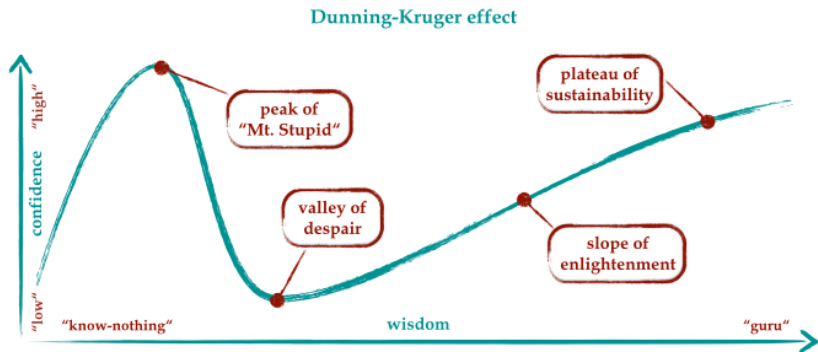 Dunning-Kruger effect
plateau of
sustainability
peak of
“Mt. Stupid“
“high“
confidence
valley of
despair
slope of
enlightenment
“low“
“know-nothing“
wisdom
“guru“